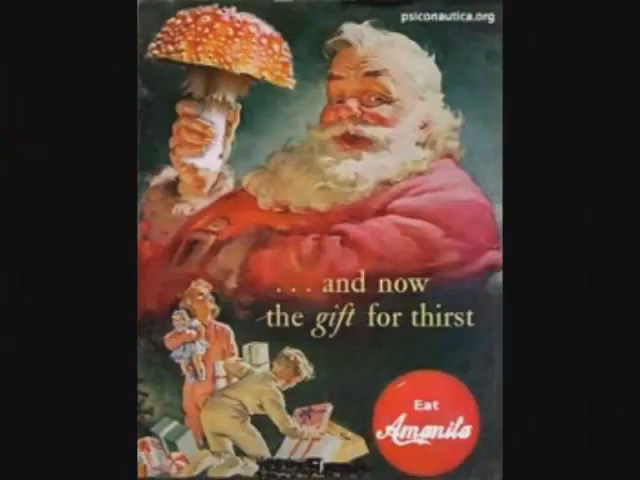 psiconautica.org
. . . and now
the gift for thirst
Eat
Amanita